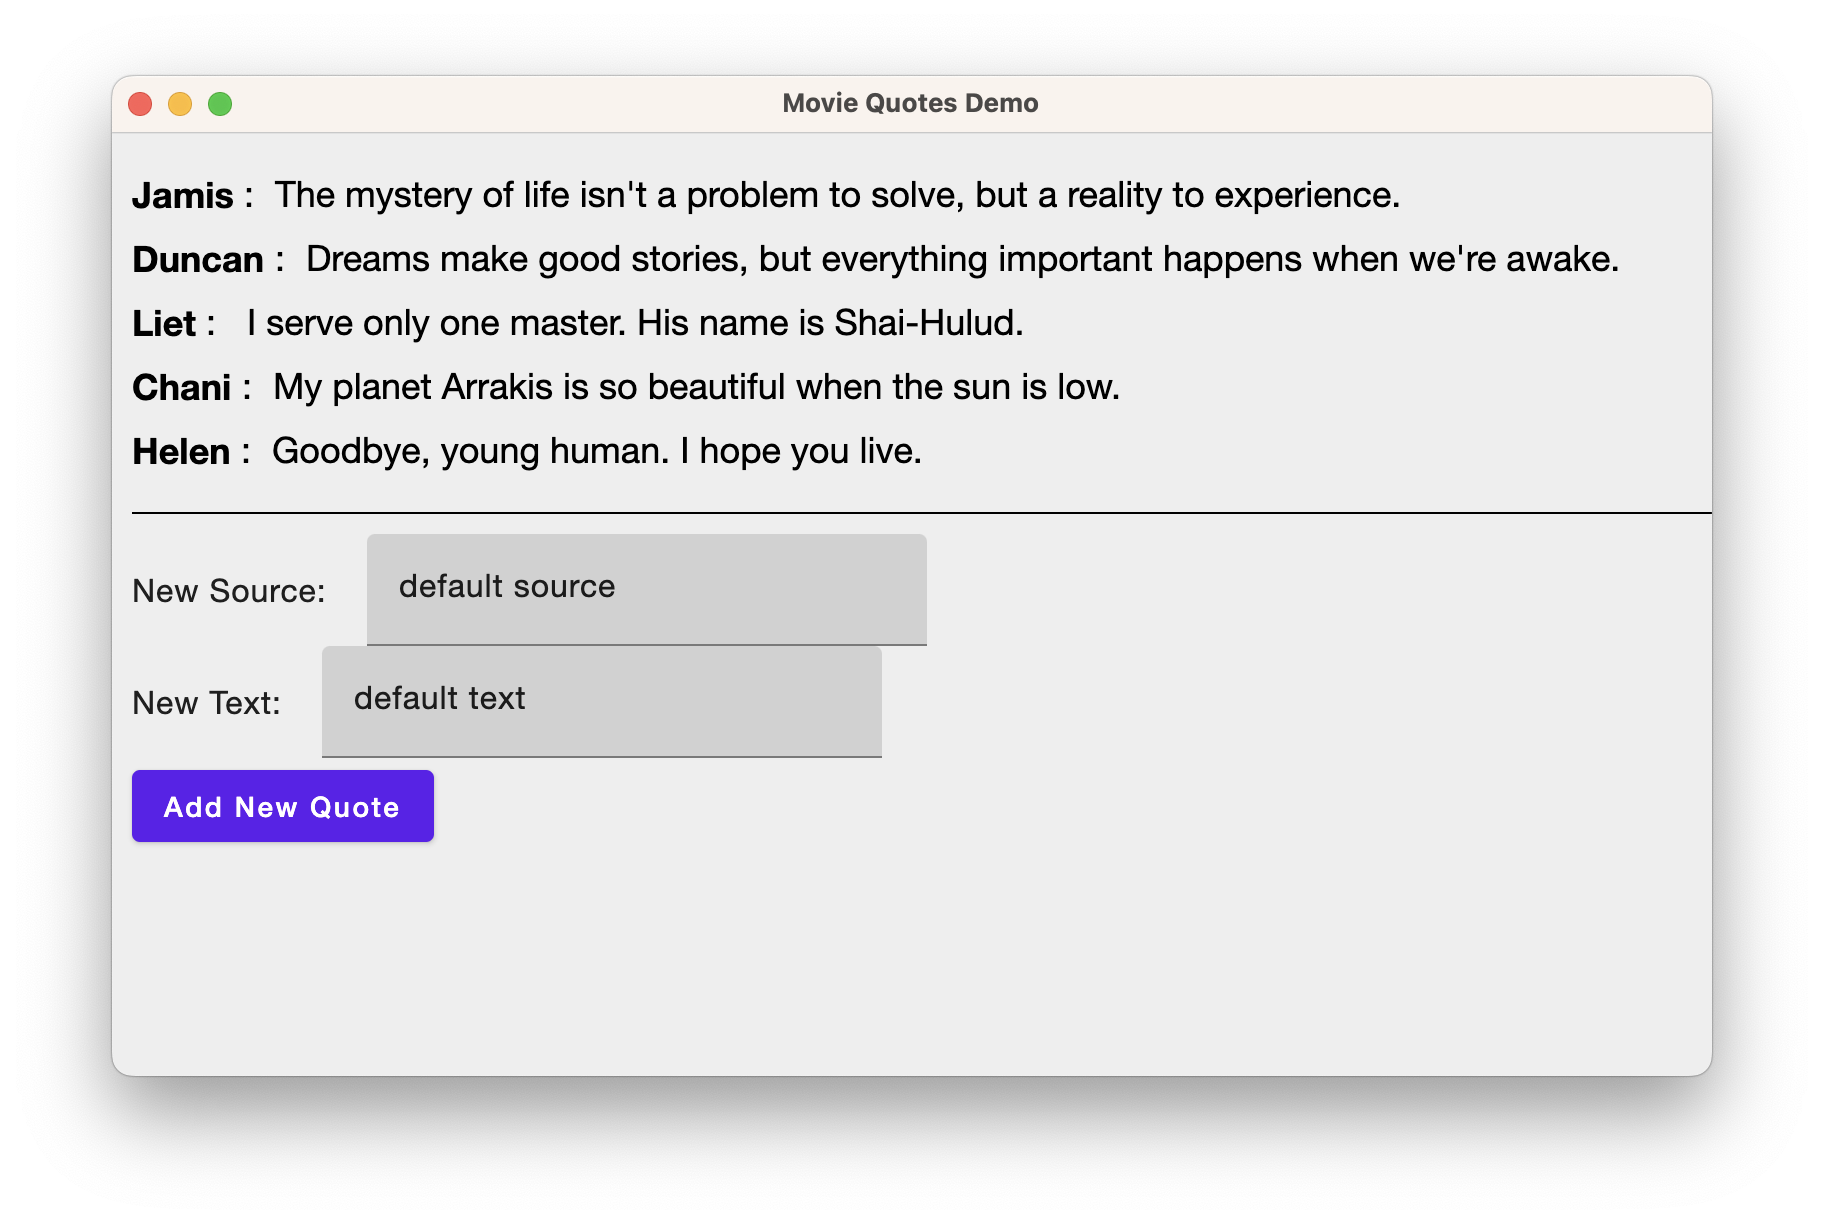 Movie Quotes Demo
Jamis : The mystery of life isn't a problem to solve, but a reality to experience.
Duncan : Dreams make good stories, but everything important happens when we're awake.
Liet : I serve only one master. His name is Shai-Hulud.
Chani : My planet Arrakis is so beautiful when the sun is low.
Helen : Goodbye, young human. I hope you live.
New Source: default source
New Text: default text
Add New Quote